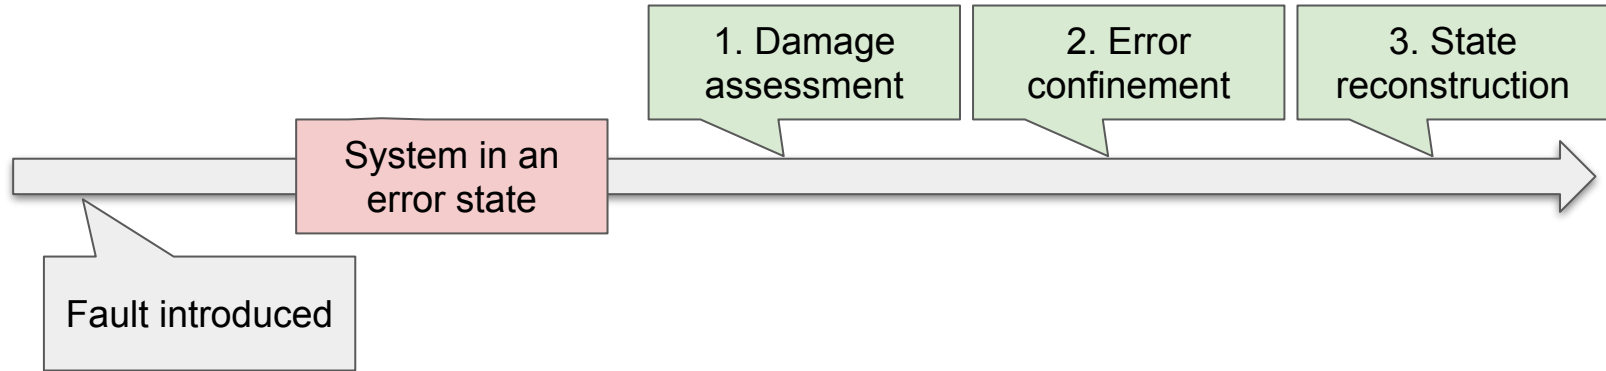 1. Damage
assessment
2. Error
confinement
3. State
reconstruction
System in an
error state
Fault introduced